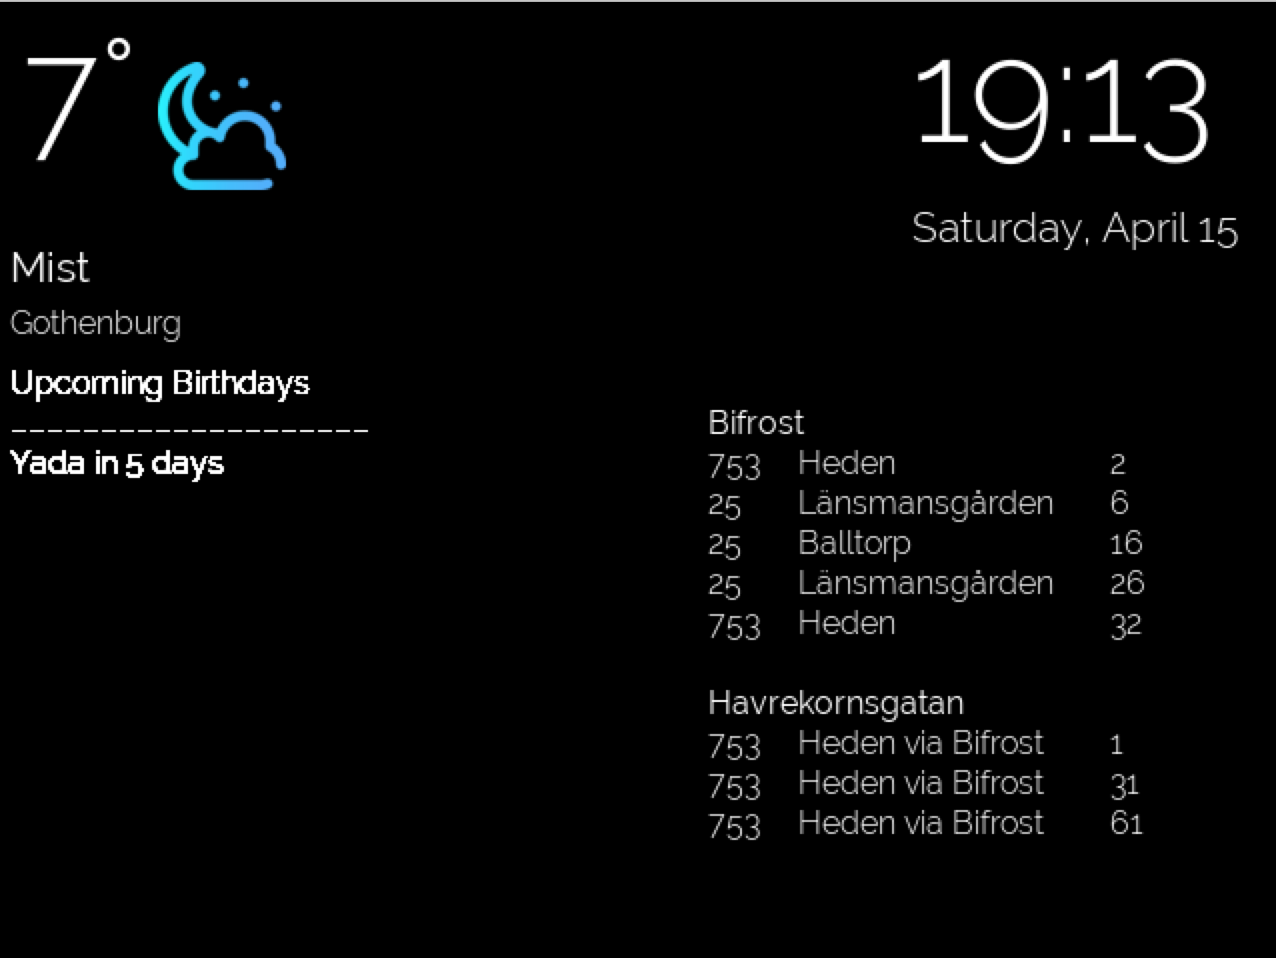 7°
19:13
Saturday, April 15
Mist
Gothenburg
Upcoming Birthdays
--------------------
Yada in 5 days
Bifrost
753 Heden 2
25 Länsmansgården 6
25 Balltorp 16
25 Länsmansgården 26
753 Heden 32
Havrekornsgatan
753 Heden via Bifrost 1
753 Heden via Bifrost 31
753 Heden via Bifrost 61